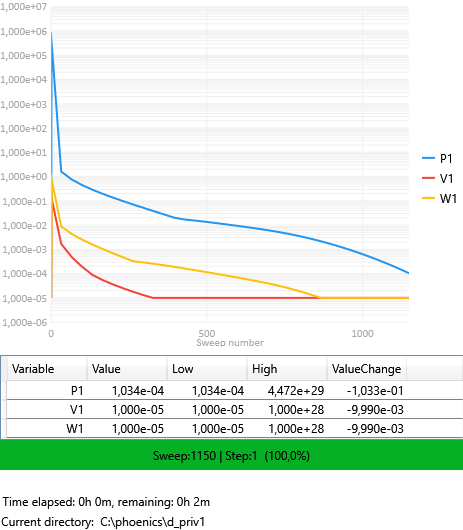 1,000e+07
1,000e+06
1,000e+05
1,000e+04
1,000e+03
1,000e+02
1,000e+01
1,000e+00
1,000e-01
1,000e-02
1,000e-03
1,000e-04
1,000e-05
1,000e-06
0 500 1000
Sweep number
P1
V1
W1
Variable Value Low High ValueChange
P1 1,034e-04 1,034e-04 4,472e+29 -1,033e-01
V1 1,000e-05 1,000e-05 1,000e+28 -9,990e-03
W1 1,000e-05 1,000e-05 1,000e+28 -9,990e-03
Sweep:1150 | Step:1 (100,0%)
Time elapsed: 0h 0m, remaining: 0h 2m
Current directory: C:\phoenics\d_priv1